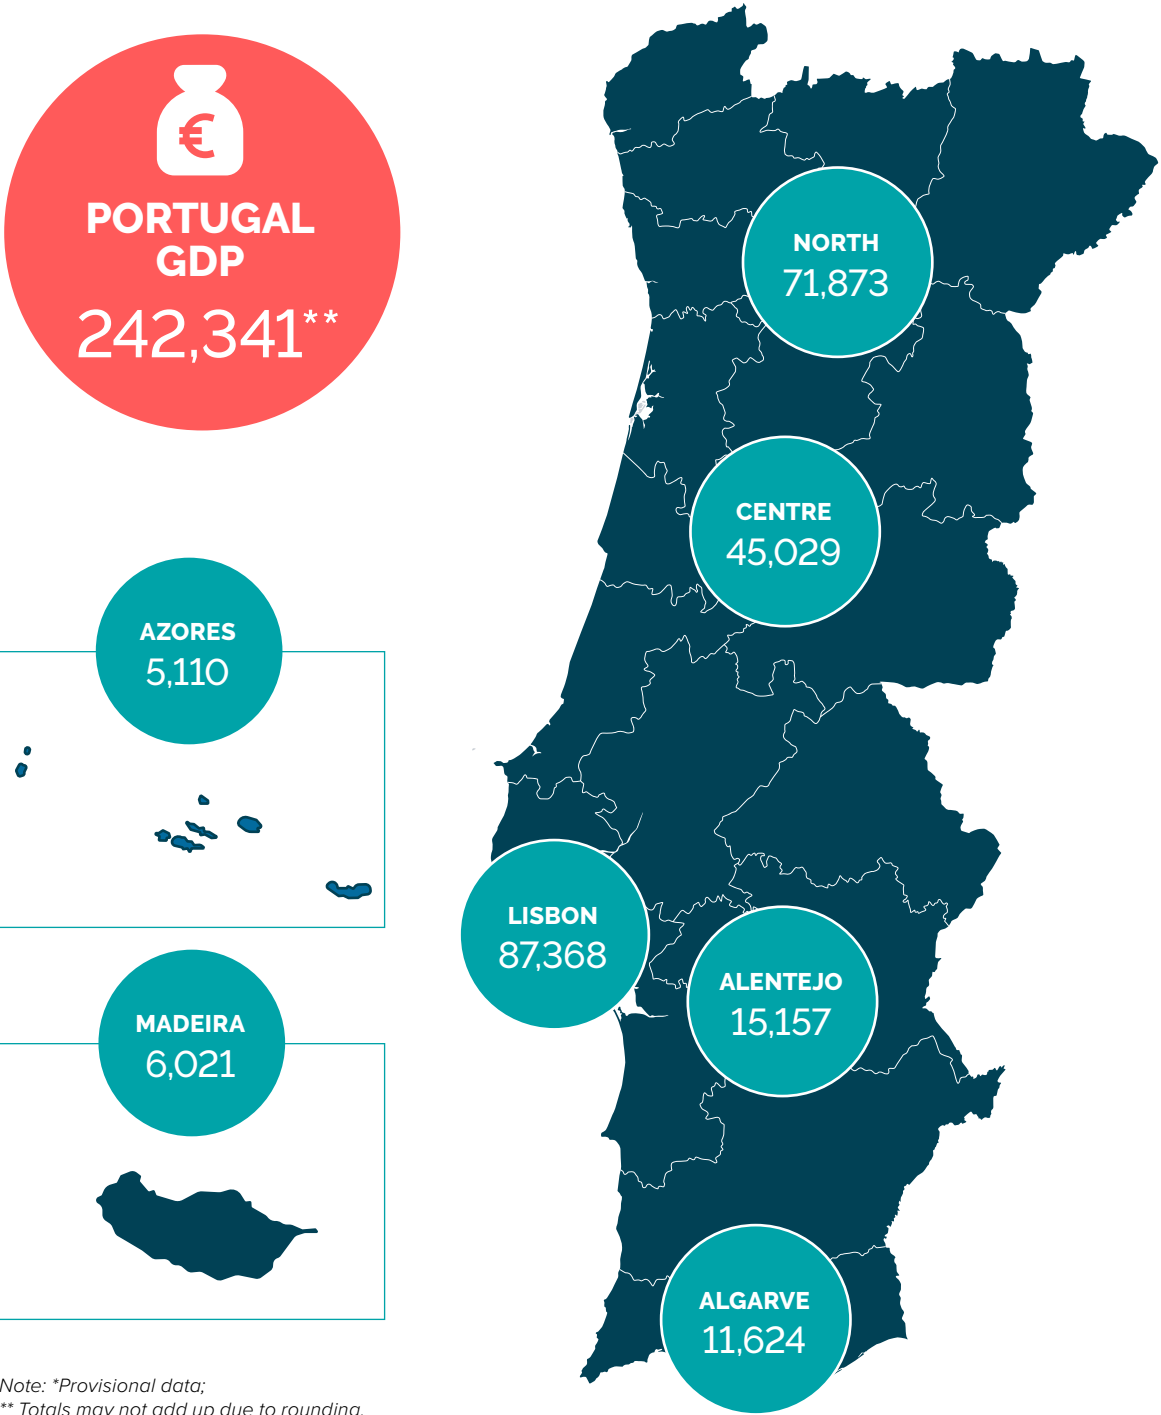 €
PORTUGAL
GDP
242,341**
NORTH
71,873
CENTRE
45,029
AZORES
5,110
LISBON
87,368
ALENTEJO
15,157
MADEIRA
6,021
ALGARVE
11,624
Note: *Provisional data;
** Totals may not add up due to rounding.